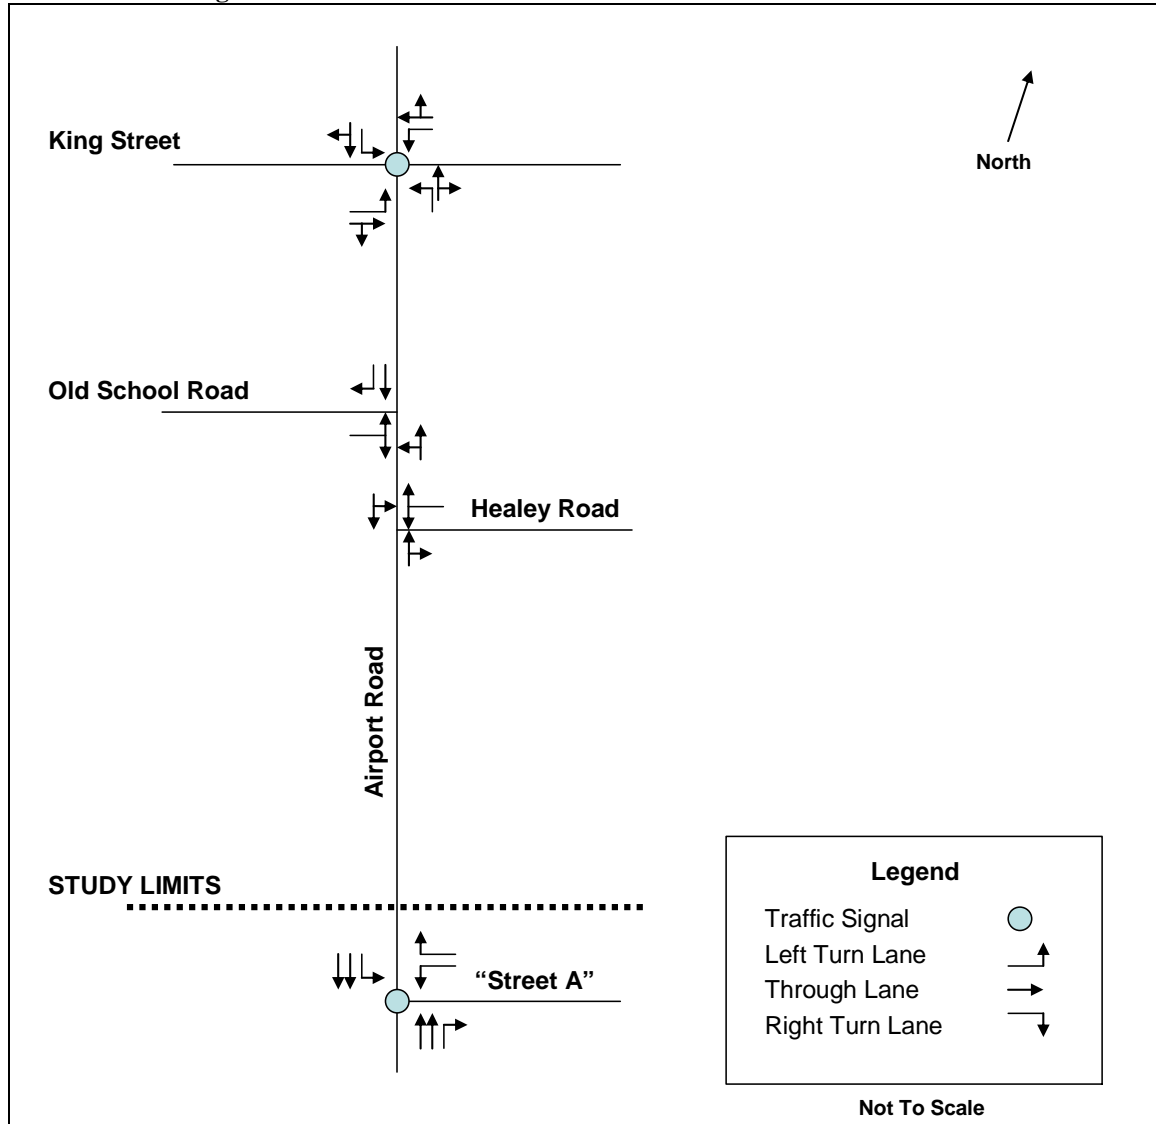 King Street
North
Old School Road
Healey Road
Airport Road
STUDY LIMITS
"Street A"
Legend
Traffic Signal
Left Turn Lane
Through Lane
Right Turn Lane
Not To Scale